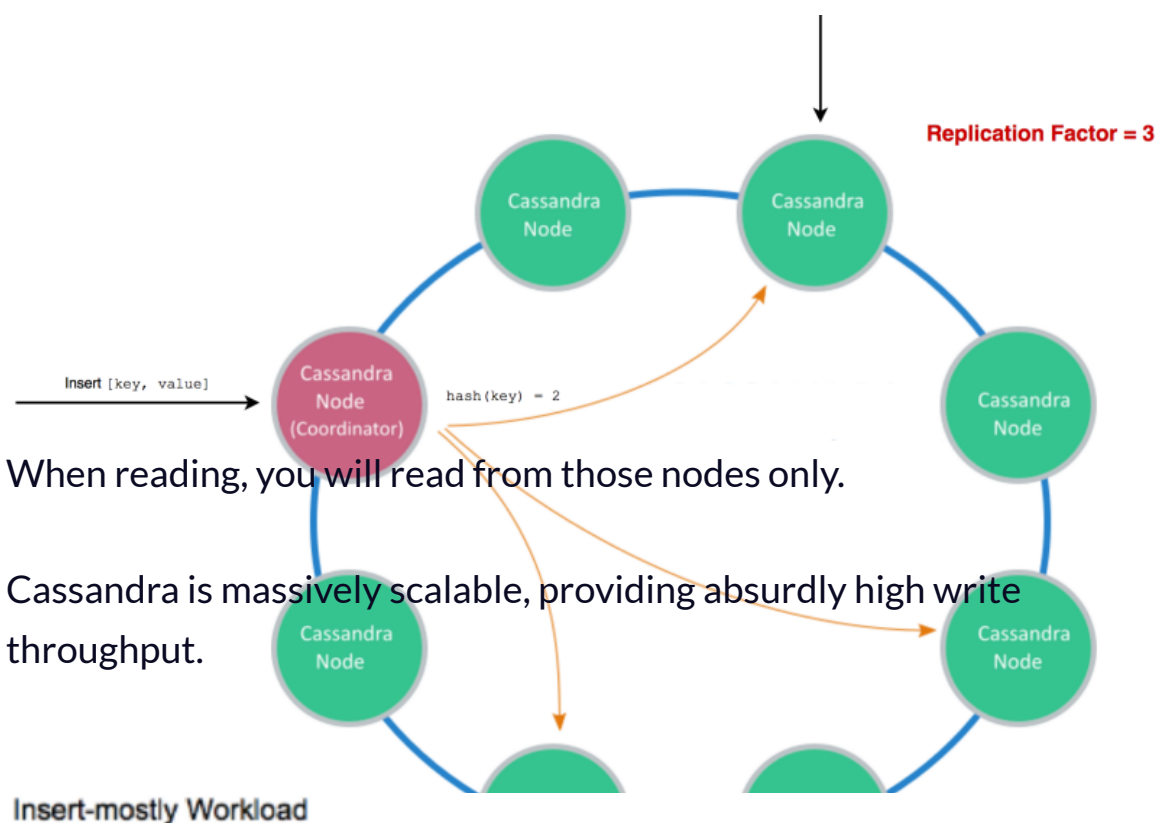 Replication Factor = 3
Cassandra
Node
Cassandra
Node
Insert [key, value]
Cassandra
Node
(Coordinator)
hash(key) = 2
Cassandra
Node
When reading, you will read from those nodes only.
Cassandra is massively scalable, providing absurdly high write
throughput.
Cassandra
Node
Cassandra
Node
Insert-mostly Workload